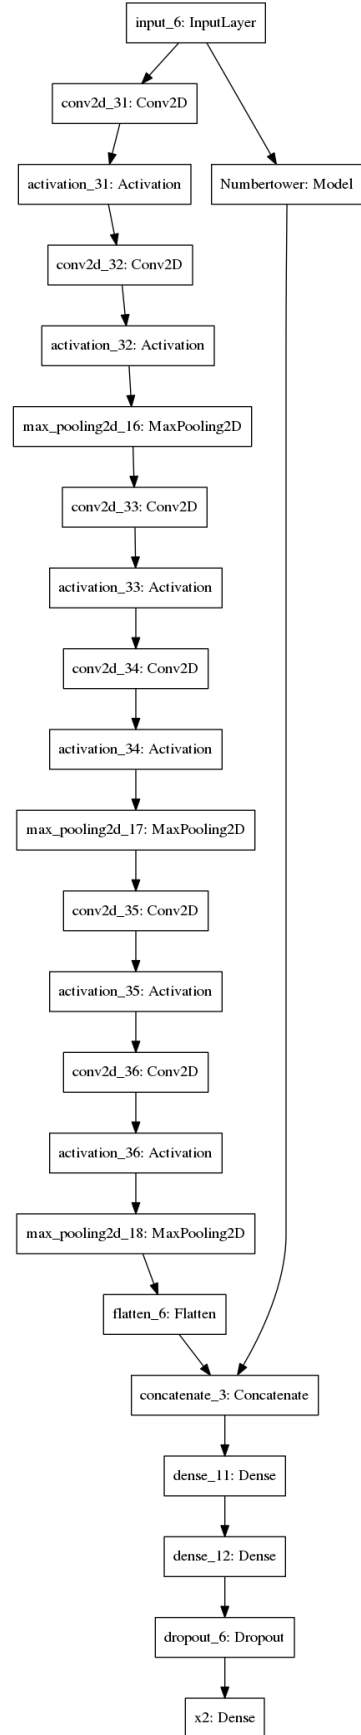 input_6: InputLayer
conv2d_31: Conv2D
activation_31: Activation
Numbertower: Model
conv2d_32: Conv2D
activation_32: Activation
max_pooling2d_16: MaxPooling2D
conv2d_33: Conv2D
activation_33: Activation
conv2d_34: Conv2D
activation_34: Activation
max_pooling2d_17: MaxPooling2D
conv2d_35: Conv2D
activation_35: Activation
conv2d_36: Conv2D
activation_36: Activation
max_pooling2d_18: MaxPooling2D
flatten_6: Flatten
concatenate_3: Concatenate
dense_11: Dense
dense_12: Dense
dropout_6: Dropout
x2: Dense